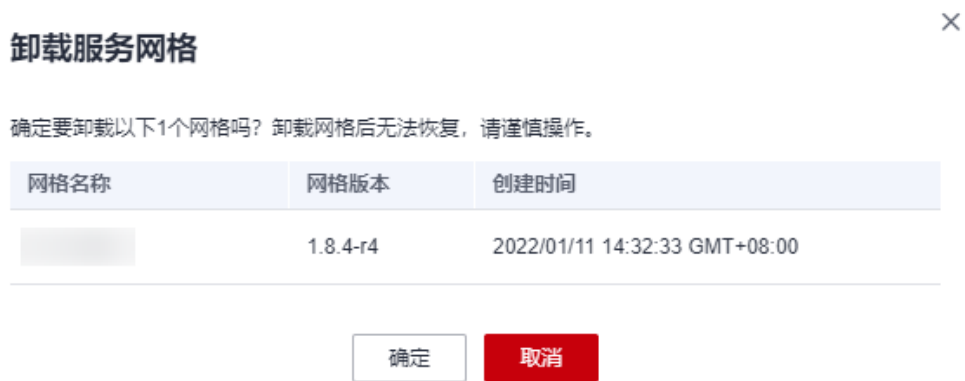 卸载服务网格
确定要卸载以下1个网格吗？卸载网格后无法恢复，请谨慎操作。
网格名称 网格版本 创建时间
1.8.4-r4 2022/01/11 14:32:33 GMT+08:00
确定 取消